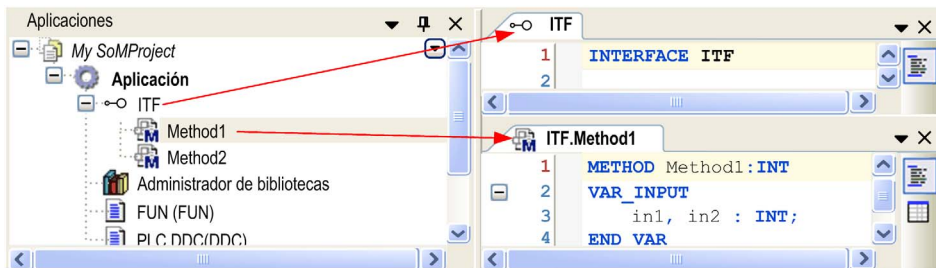 Aplicaciones
My SoMProject
Aplicación
ITF
Method1
Method2
Administrador de bibliotecas
FUN (FUN)
PLC DDC(DDC)
ITF
1 INTERFACE ITF
2
ITF.Method1
1 METHOD Method1:INT
2 VAR_INPUT
3 in1, in2 : INT;
4 END VAR